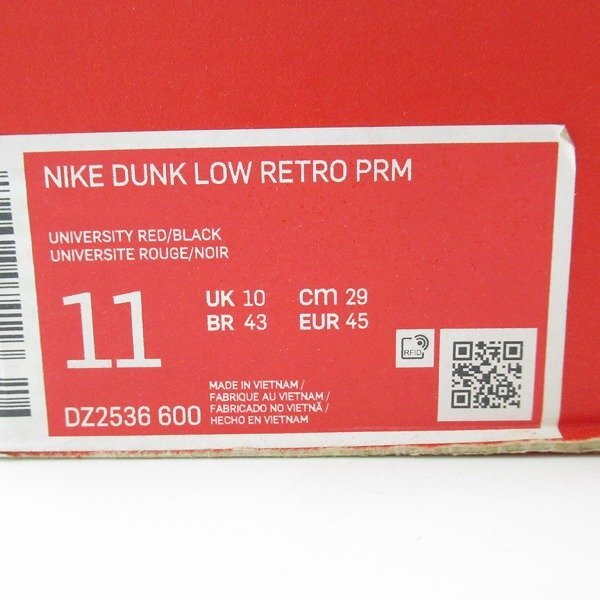 NIKE DUNK LOW RETRO PRM
UNIVERSITY RED/BLACK
UNIVERSITE ROUGE/NOIR
11
UK 10 cm 29
BR 43 EUR 45
RFID
DZ2536 600
MADE IN VIETNAM /
FABRIQUE AU VIETNAM /
FABRICADO NO VIETNÃ /
HECHO EN VIETNAM